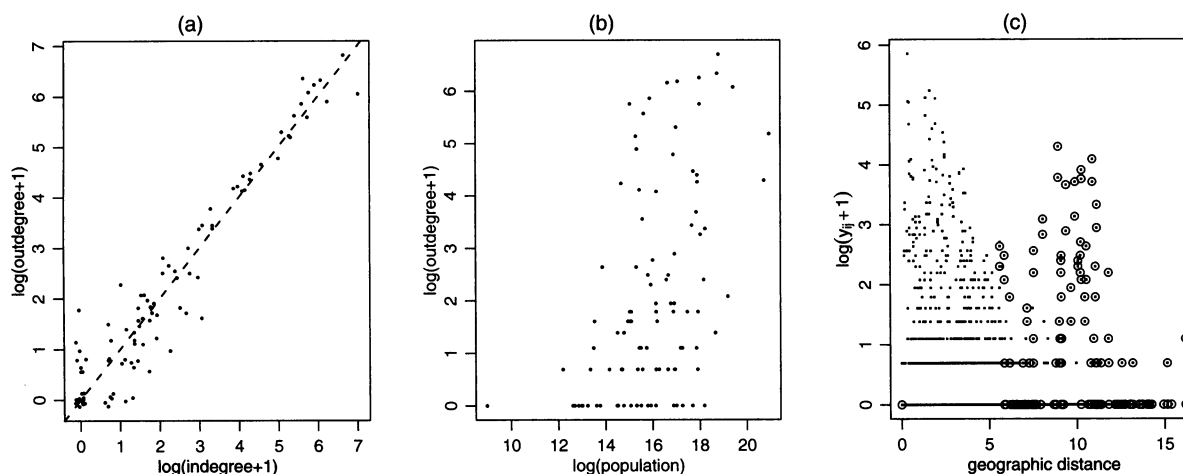 (a)
log(outdegree+1)
7
6
5
4
3
2
1
0
0 1 2 3 4 5 6 7
log(indegree+1)
(b)
log(outdegree+1)
6
5
4
3
2
1
0
10 12 14 16 18 20
log(population)
(c)
log(yij + 1)
6
5
4
3
2
1
0
0 5 10 15
geographic distance